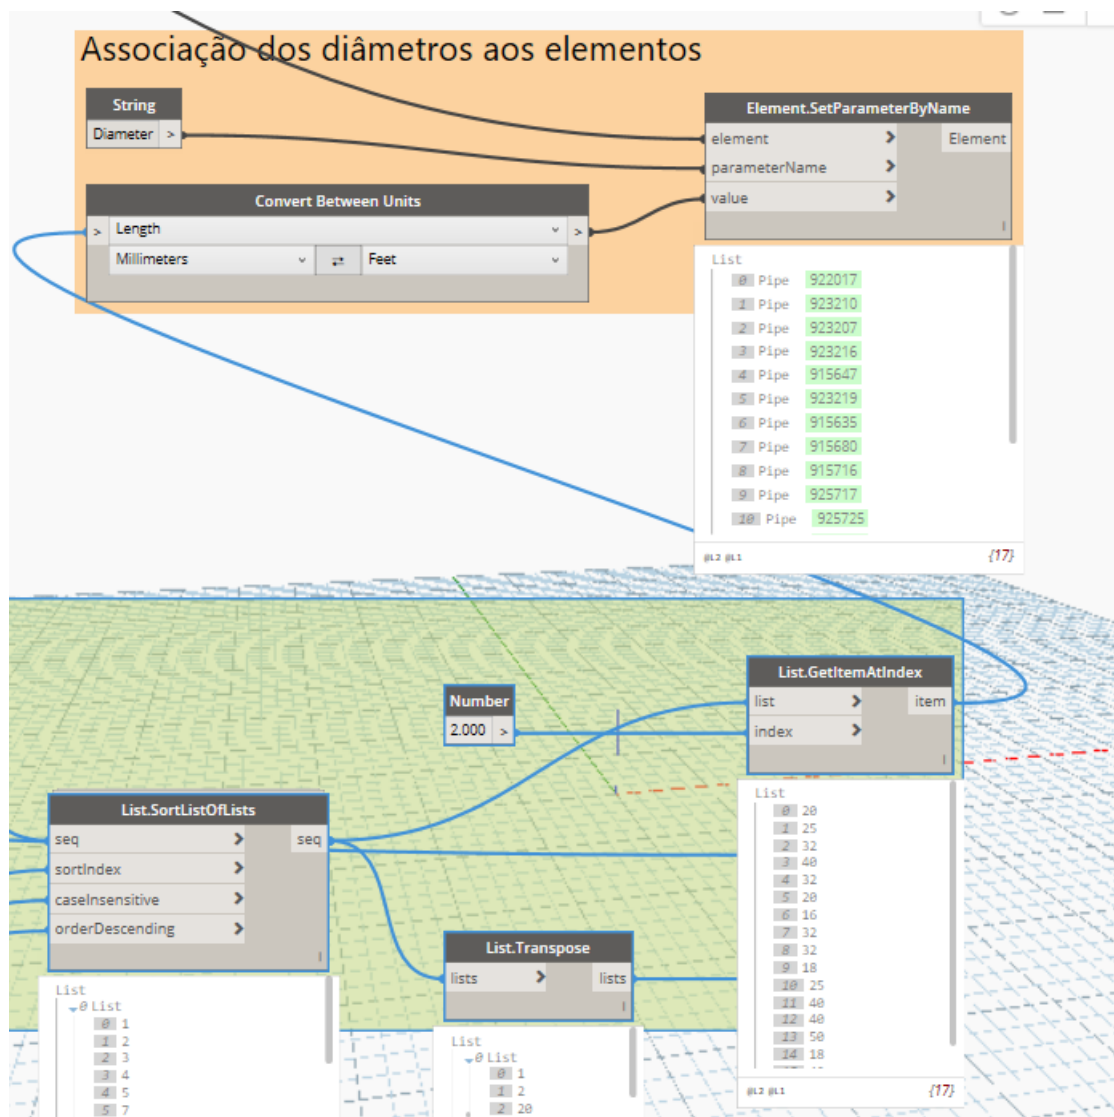 Associação dos diâmetros aos elementos
String
Diameter >
Element.SetParameterByName
element > Element
parameterName >
value >
Convert Between Units
> Length >
Millimeters Feet
List
0 Pipe 922017
1 Pipe 923210
2 Pipe 923207
3 Pipe 923216
4 Pipe 915647
5 Pipe 923219
6 Pipe 915635
7 Pipe 915680
8 Pipe 915716
9 Pipe 925717
10 Pipe 925725
@L2 @L1 {17}
Number
2.000 >
List.GetItemAtIndex
list > item
index >
List
0 20
1 25
2 32
3 40
4 32
5 20
6 16
7 32
8 32
9 18
10 25
11 40
12 40
13 50
14 18
@L2 @L1 {17}
List.SortListOfLists
seq > seq
sortIndex >
caseInsensitive >
orderDescending >
List
0 List
0 1
1 2
2 3
3 4
4 5
5 7
List.Transpose
lists > lists
List
0 List
0 1
1 2
2 20